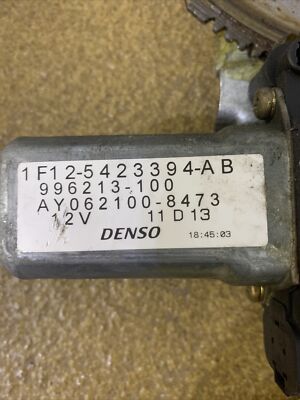 1F12-5423394-AB
996213-100
AY062100-8473
12V 11D13
DENSO 18:45:03